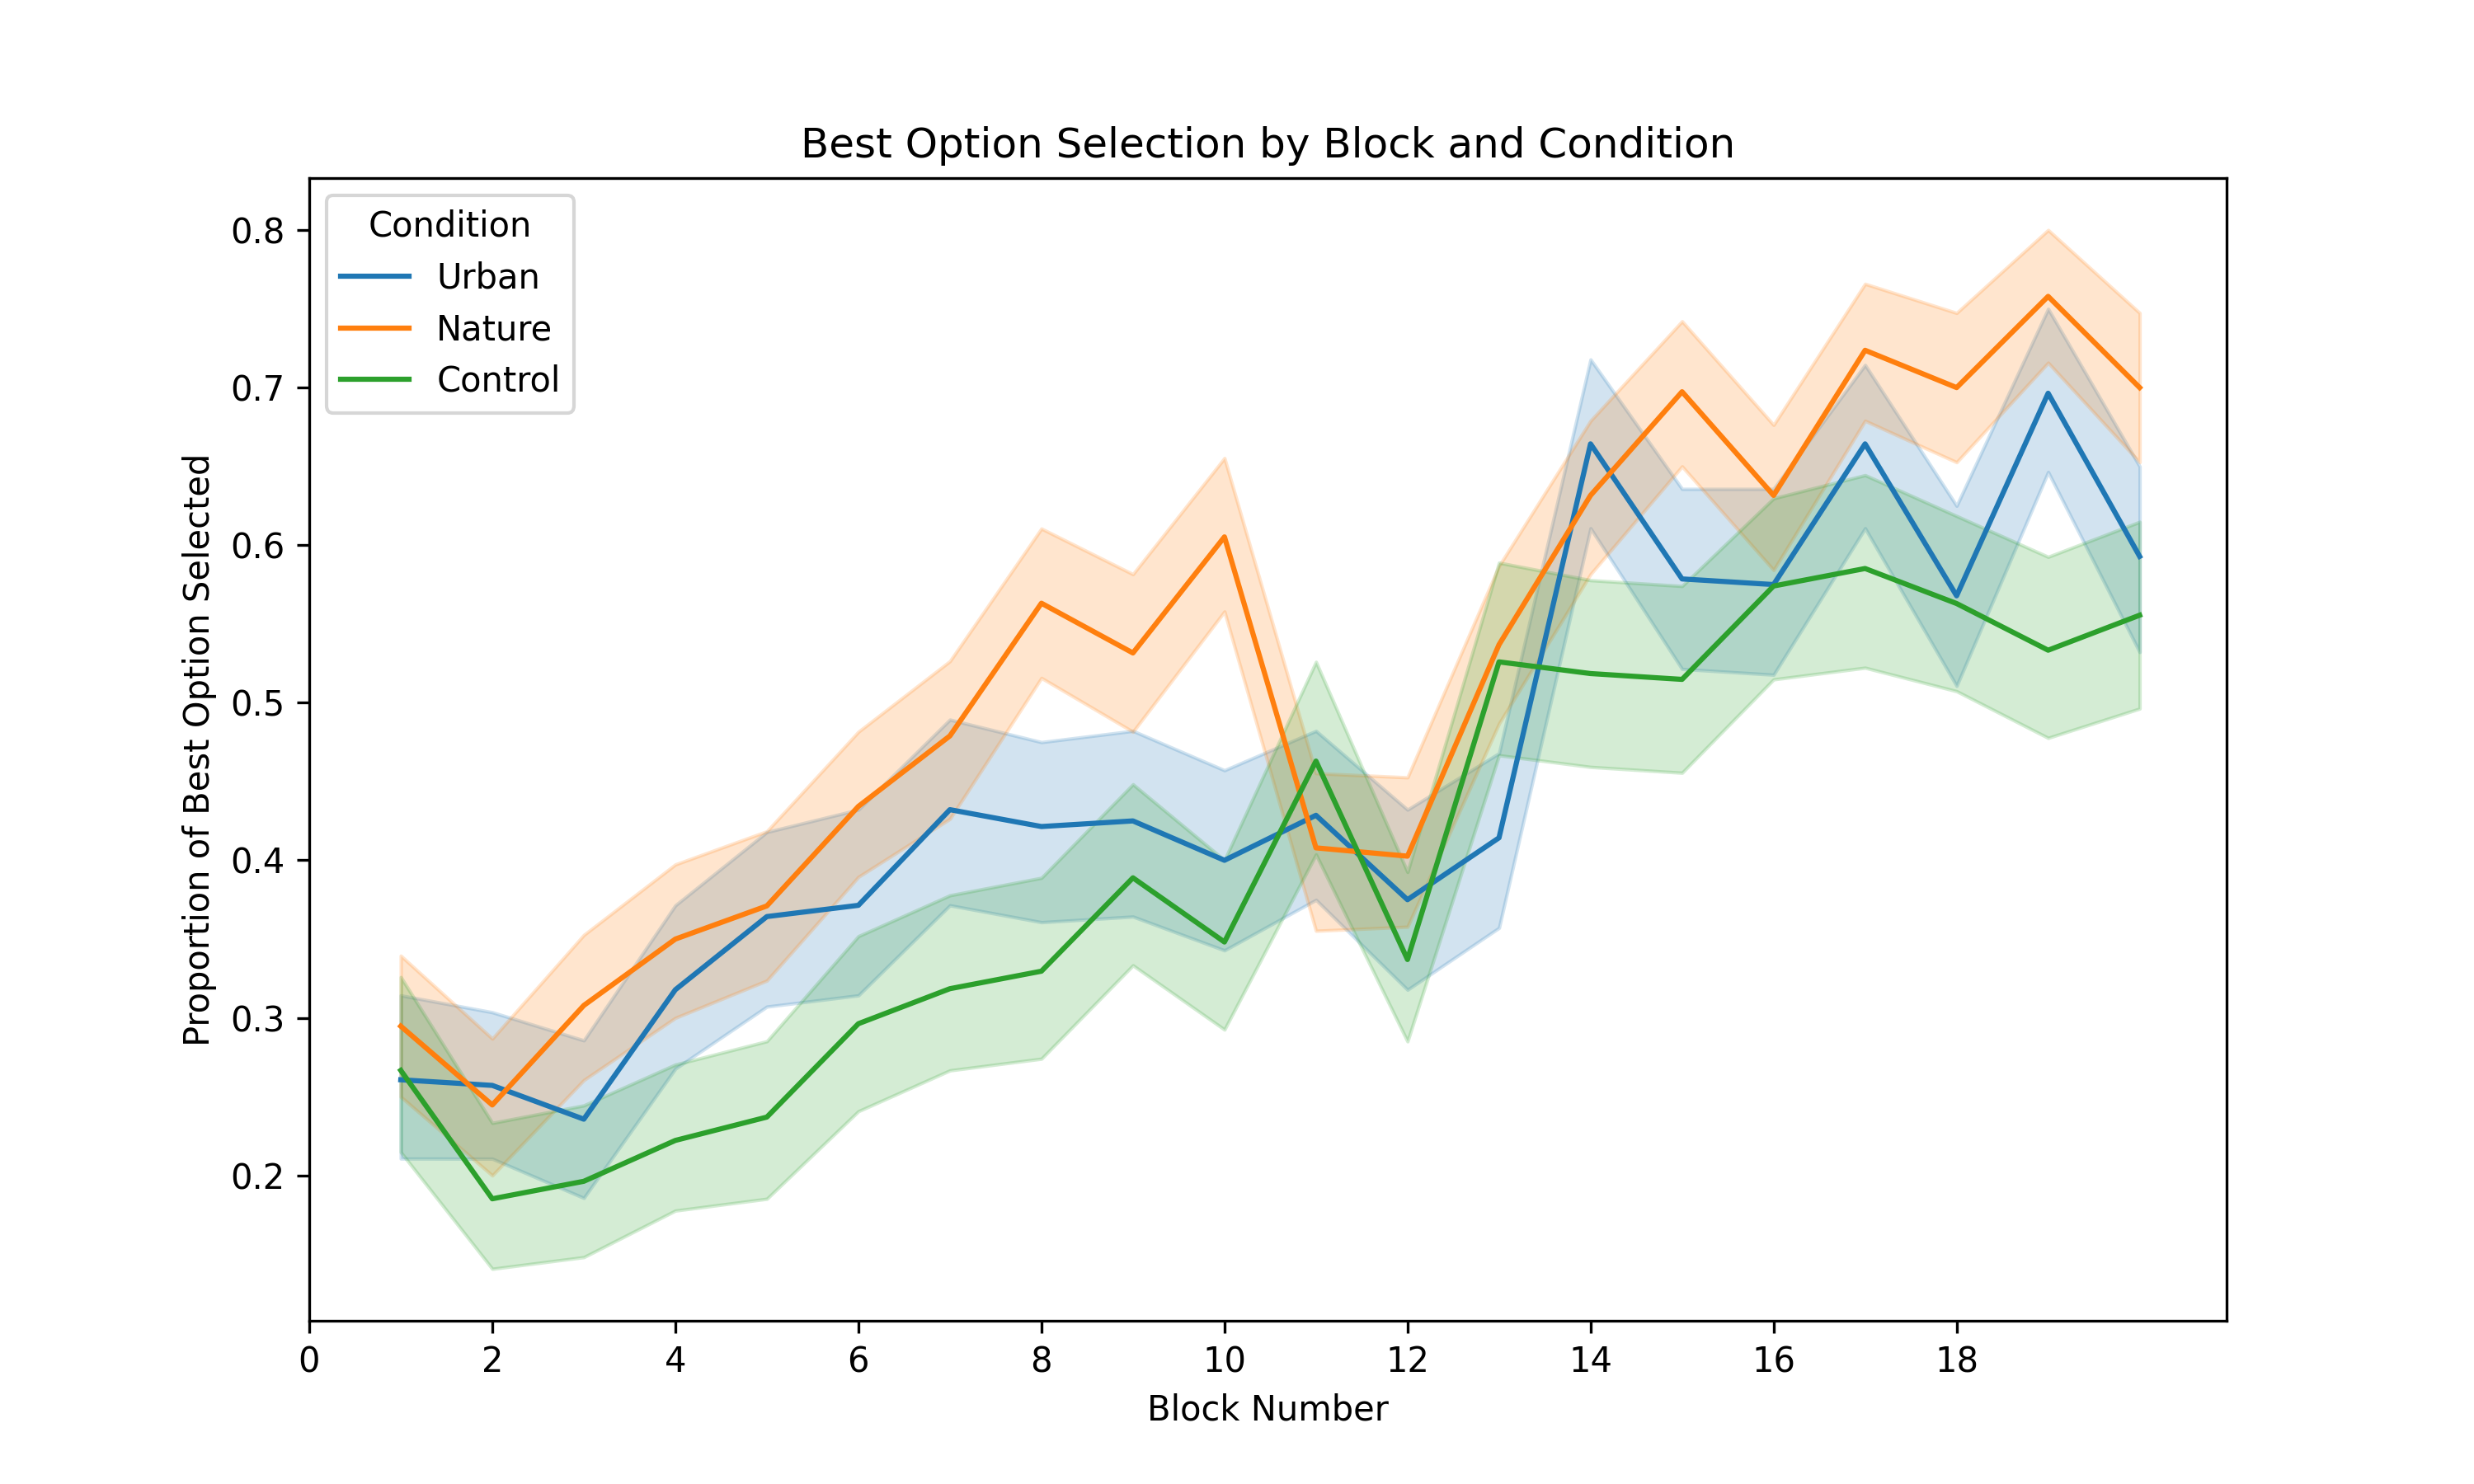 Best Option Selection by Block and Condition
Condition
Urban
Nature
Control
Proportion of Best Option Selected
0.8
0.7
0.6
0.5
0.4
0.3
0.2
0 2 4 6 8 10 12 14 16 18
Block Number